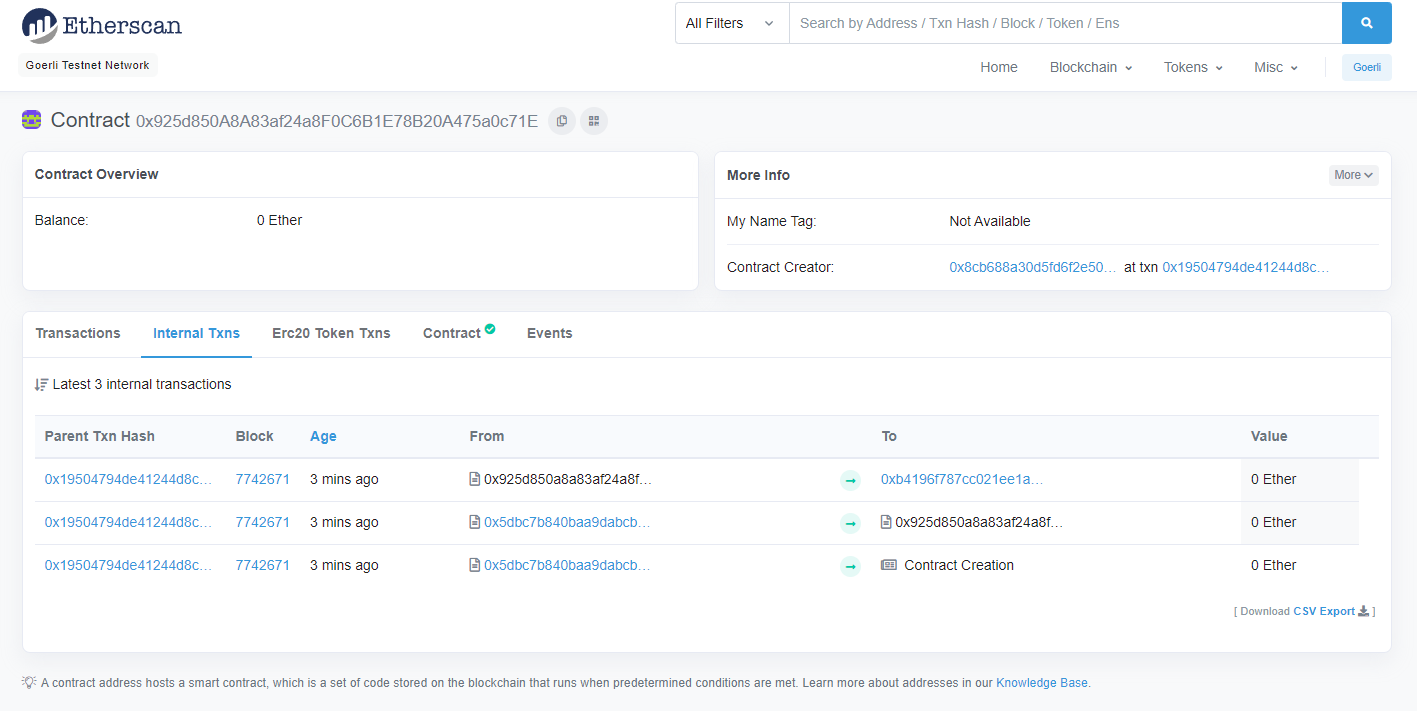 Etherscan
All Filters
Search by Address / Txn Hash / Block / Token / Ens
Goerli Testnet Network
Home Blockchain Tokens Misc Goerli
Contract 0x925d850A8A83af24a8F0C6B1E78B20A475a0c71E
Contract Overview
Balance: 0 Ether
More Info More
My Name Tag: Not Available
Contract Creator: 0x8cb688a30d5fd6f2e50... at txn 0x19504794de41244d8c...
Transactions Internal Txns Erc20 Token Txns Contract Events
Latest 3 internal transactions
Parent Txn Hash Block Age From To Value
0x19504794de41244d8c... 7742671 3 mins ago 0x925d850a8a83af24a8f... 0xb4196f787cc021ee1a... 0 Ether
0x19504794de41244d8c... 7742671 3 mins ago 0x5dbc7b840baa9dabcb... 0x925d850a8a83af24a8f... 0 Ether
0x19504794de41244d8c... 7742671 3 mins ago 0x5dbc7b840baa9dabcb... Contract Creation 0 Ether
[ Download CSV Export ]
A contract address hosts a smart contract, which is a set of code stored on the blockchain that runs when predetermined conditions are met. Learn more about addresses in our Knowledge Base.